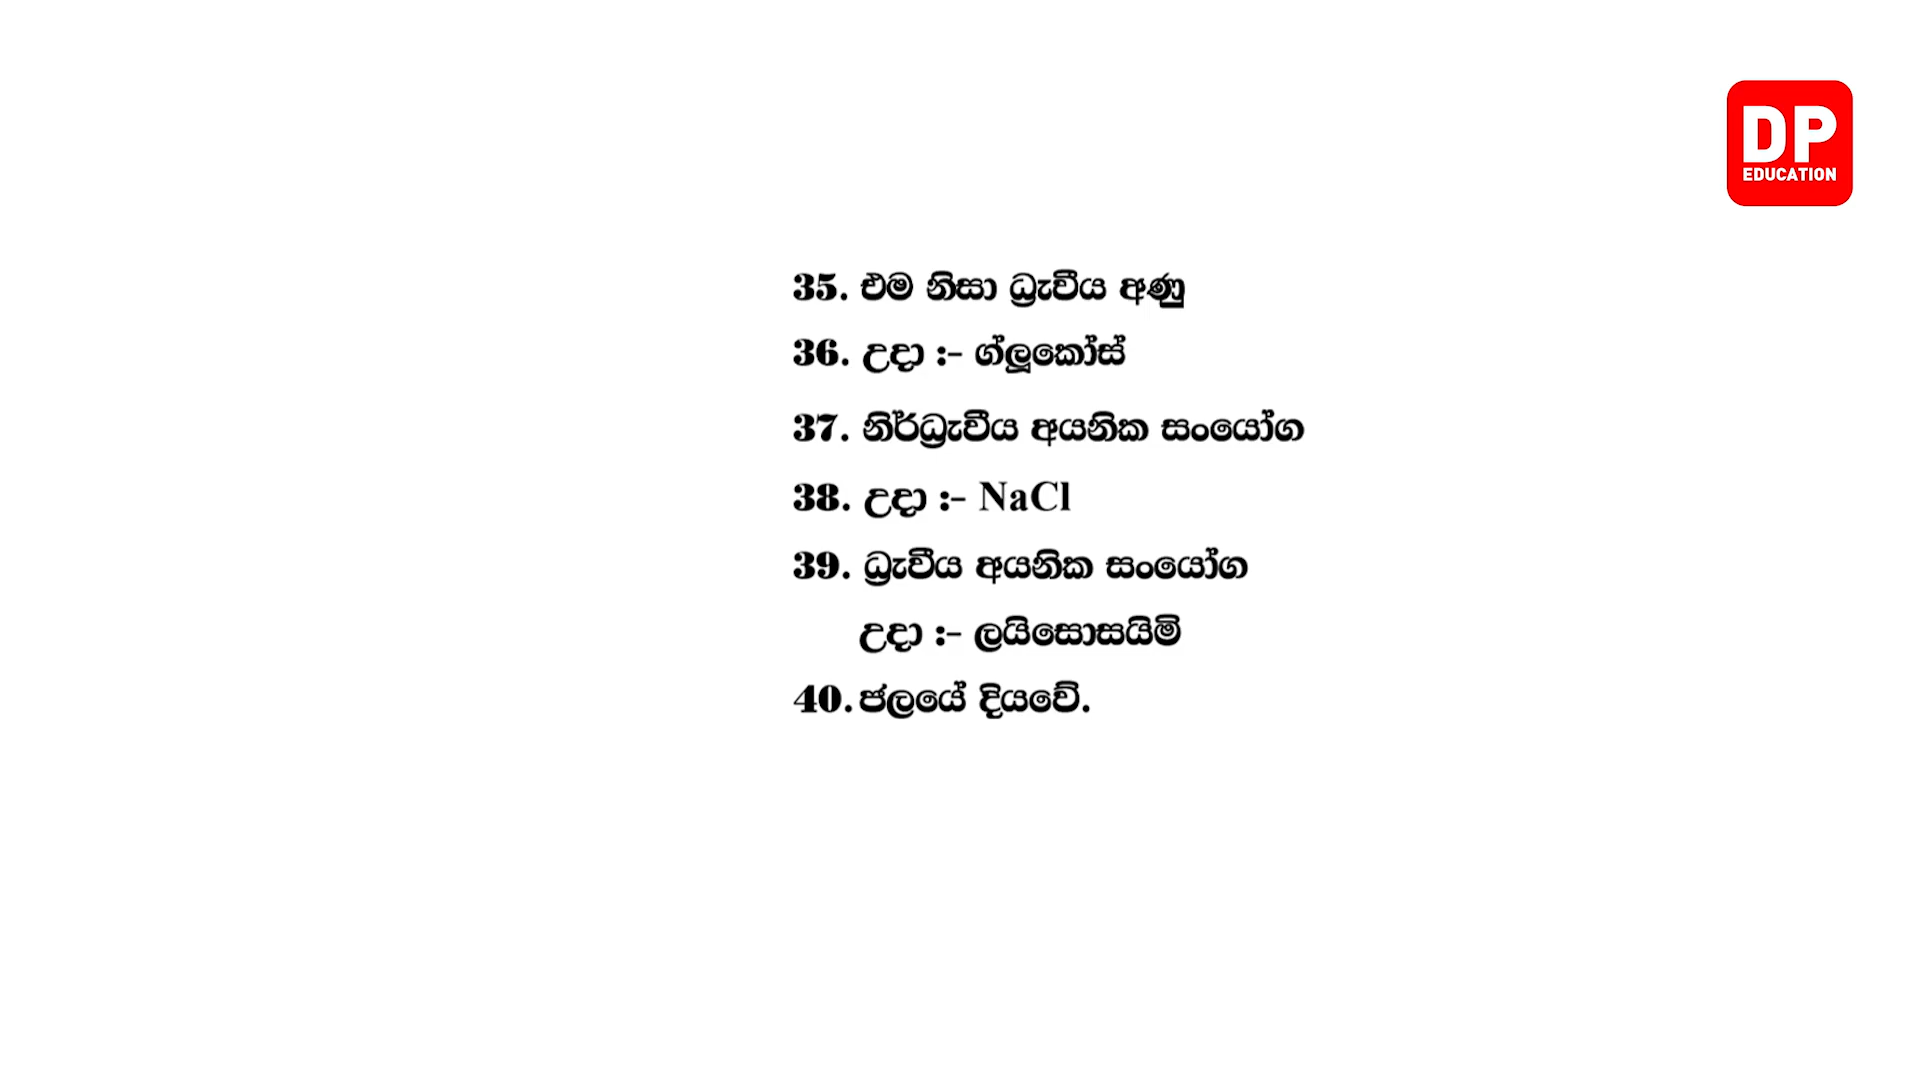 DP
EDUCATION
35. එම නිසා ධ්‍රැවීය අණු
36. උදා :- ග්ලූකෝස්
37. නිර්ධ්‍රැවීය අයනික සංයෝග
38. උදා :- NaCl
39. ධ්‍රැවීය අයනික සංයෝග
උදා :- ලයිසොසයිම්
40. ජලයේ දියවේ.